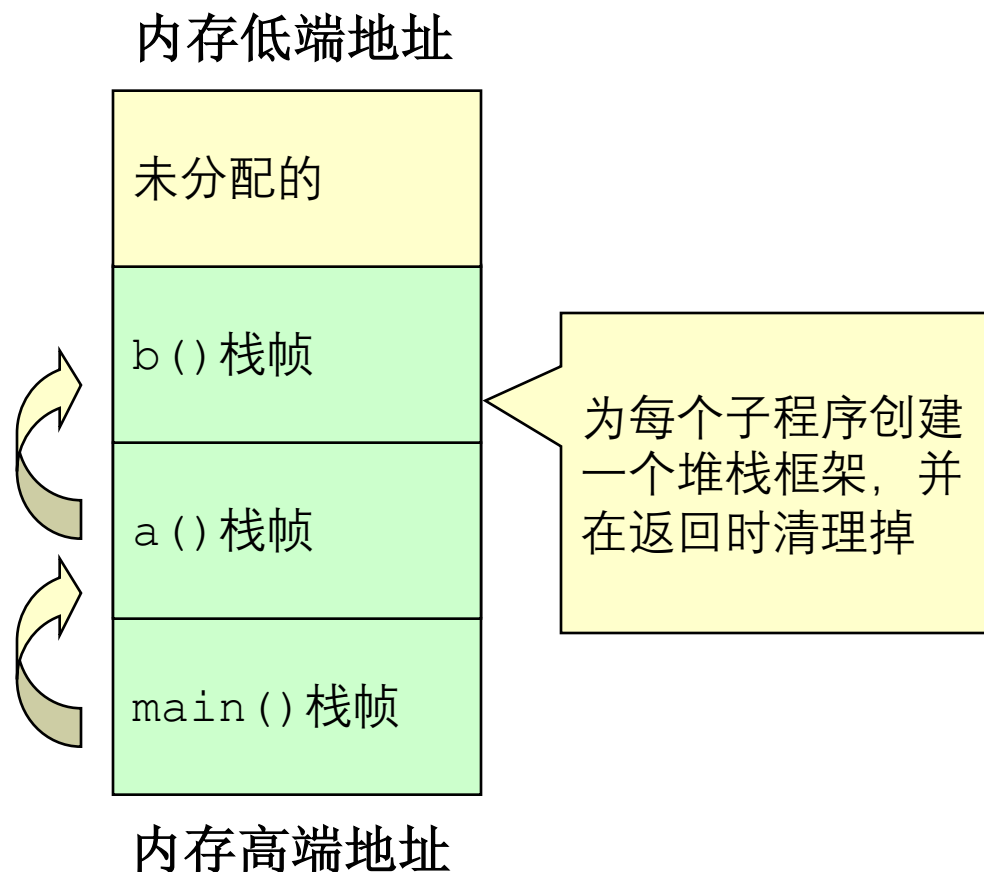 内存低端地址
未分配的
b()栈帧
为每个子程序创建
一个堆栈框架，并
在返回时清理掉
a()栈帧
main()栈帧
内存高端地址